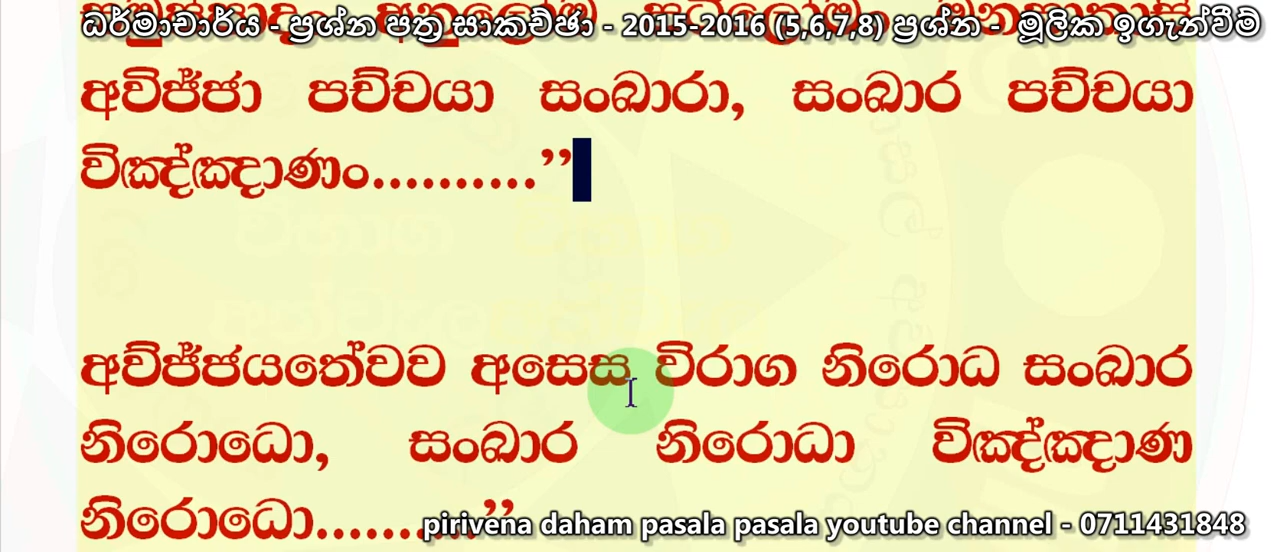 ධර්මාචාර්ය - ප්‍රශ්න පත්‍ර සාකච්ඡා - 2015-2016 (5,6,7,8) ප්‍රශ්න - මූලික ඉගැන්වීම්
අවිජ්ජා පච්චයා සංඛාරා, සංඛාර පච්චයා
විඤ්ඤාණං..........’’
අවිජ්ජයතේවව අසෙස විරාග නිරොධ සංඛාර
නිරොධො, සංඛාර නිරොධා විඤ්ඤාණ
නිරොධො..........’’
pirivena daham pasala pasala youtube channel - 0711431848